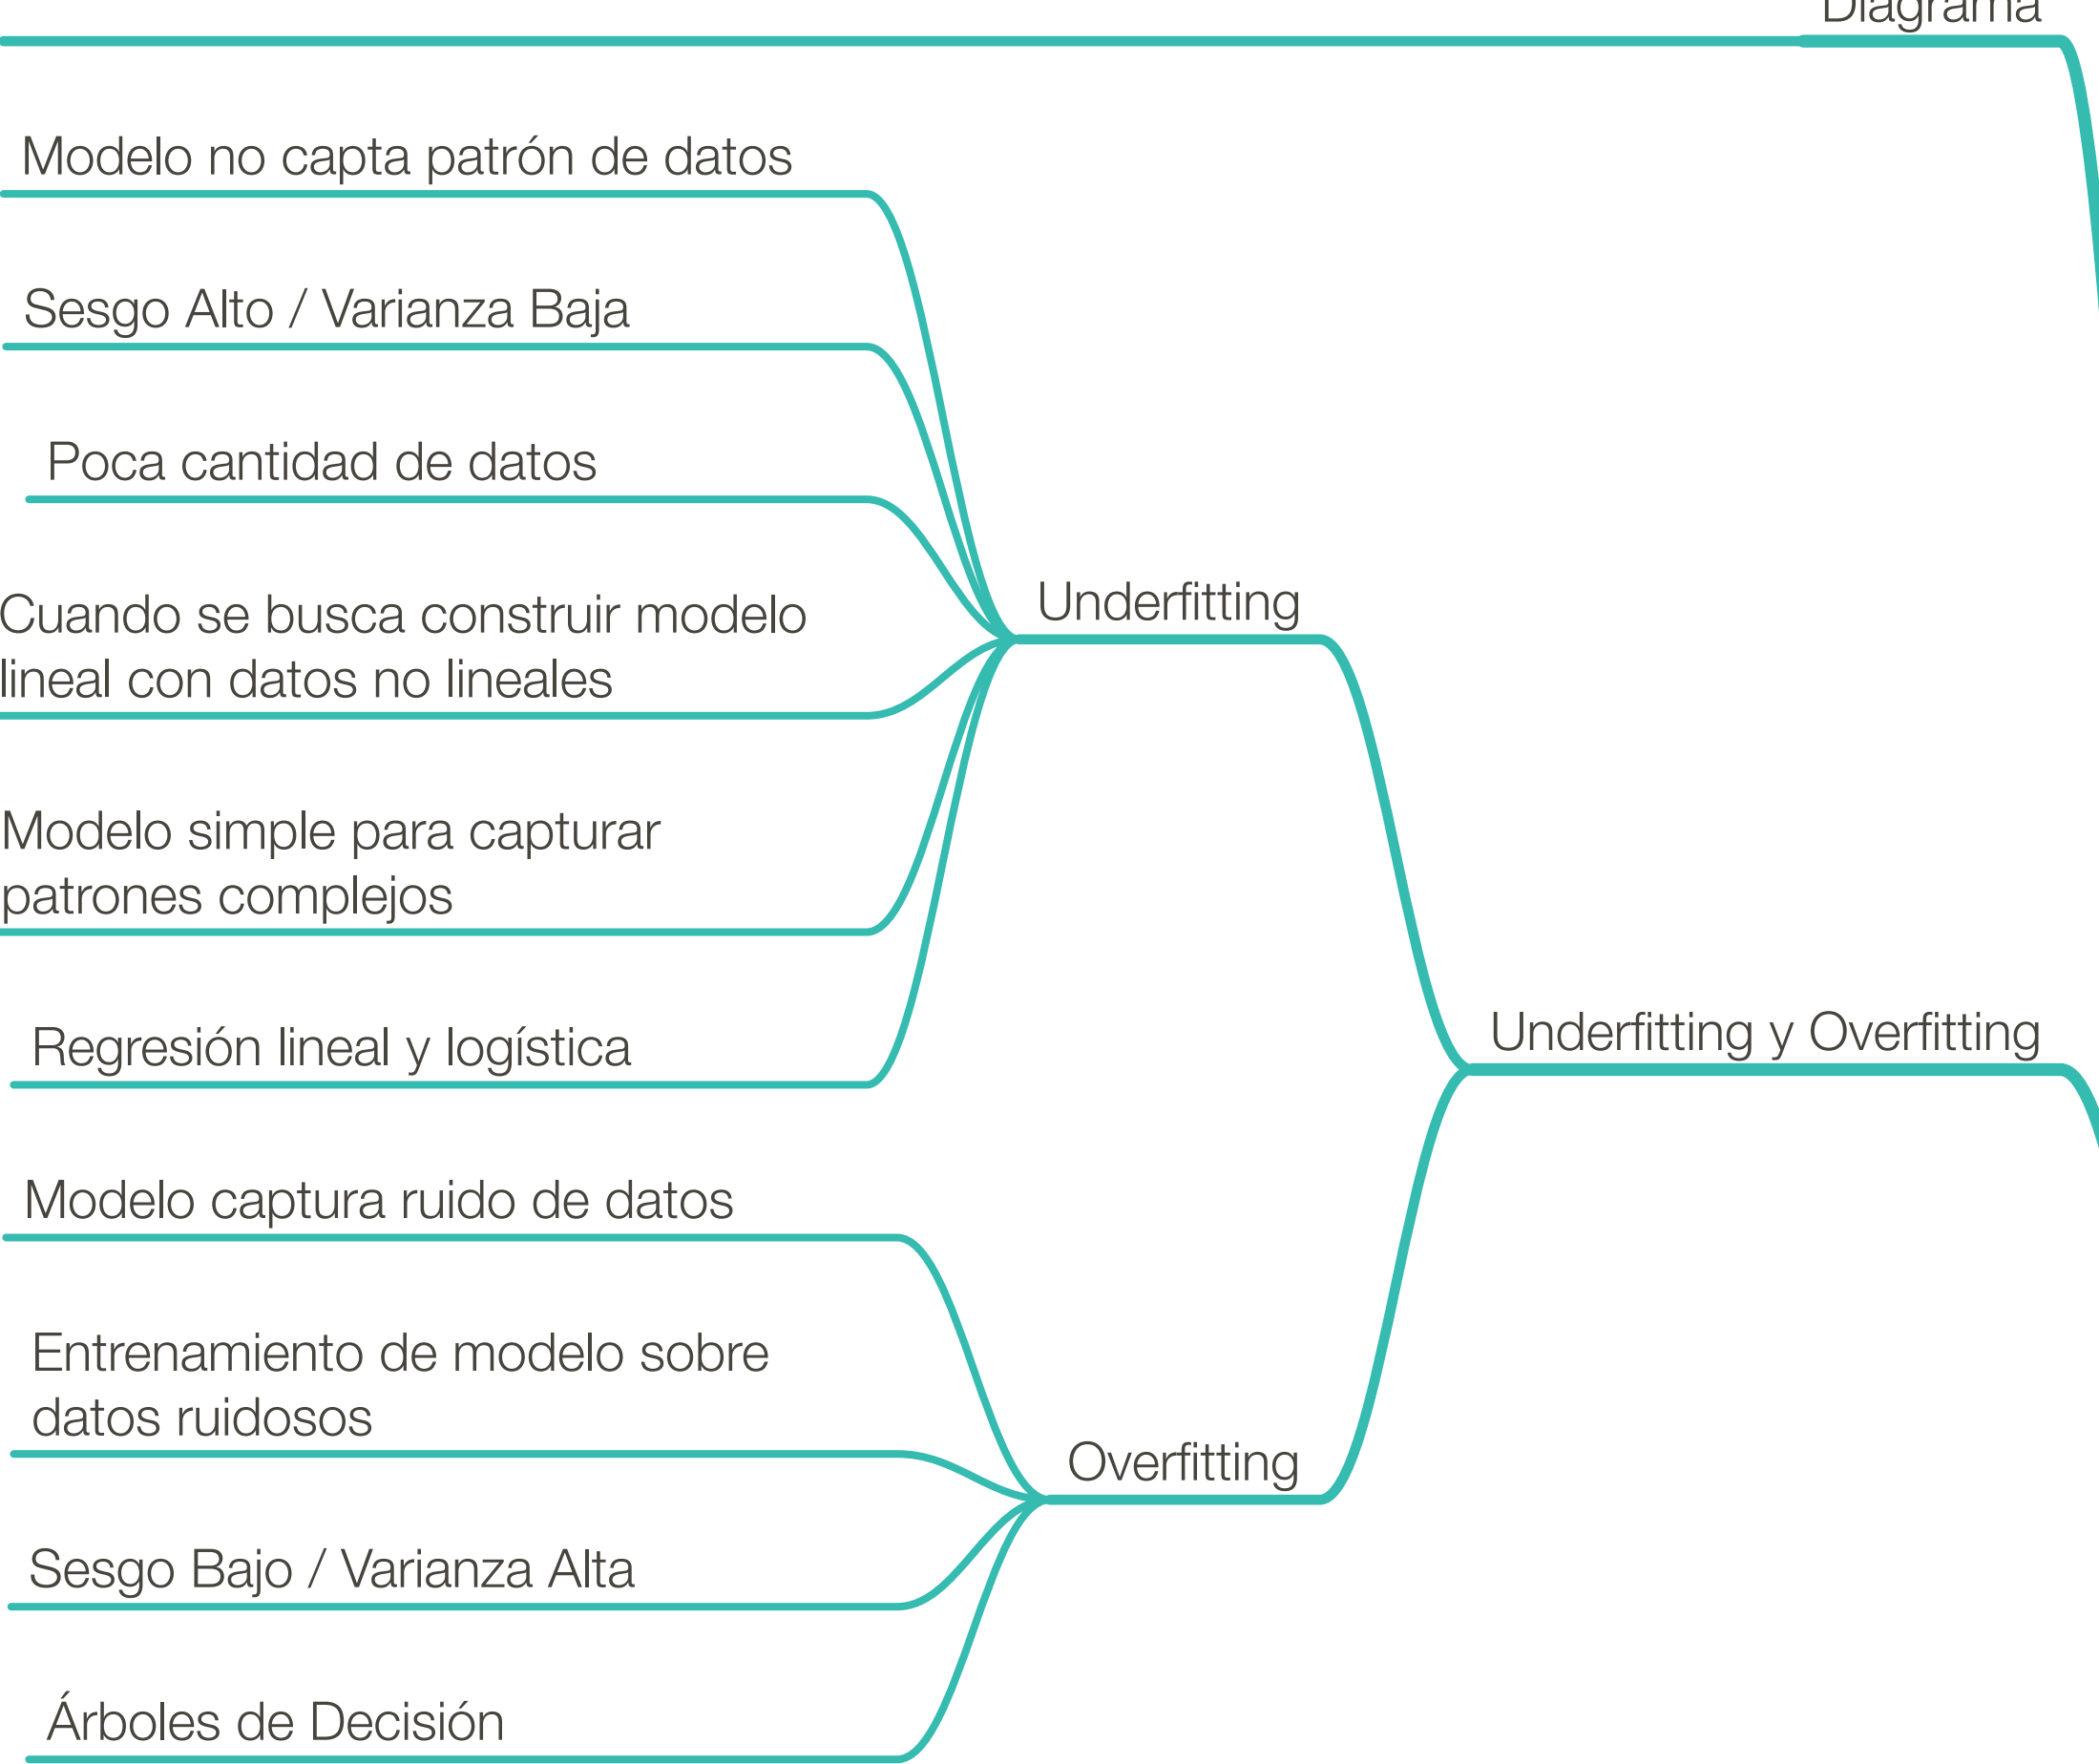 Diagrama
Modelo no capta patrón de datos
Sesgo Alto / Varianza Baja
Poca cantidad de datos
Cuando se busca construir modelo
lineal con datos no lineales
Modelo simple para capturar
patrones complejos
Regresión lineal y logística
Underfitting
Underfitting y Overfitting
Modelo captura ruido de datos
Entrenamiento de modelo sobre
datos ruidosos
Sesgo Bajo / Varianza Alta
Árboles de Decisión
Overfitting